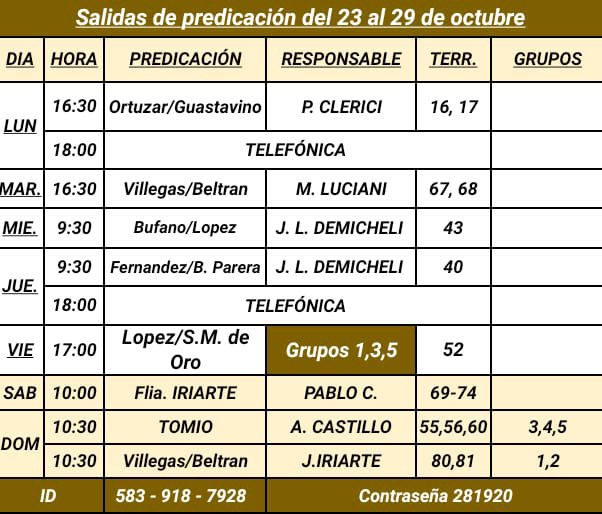 Salidas de predicación del 23 al 29 de octubre
DIA HORA PREDICACIÓN RESPONSABLE TERR. GRUPOS
LUN 16:30 Ortuzar/Guastavino P. CLERICI 16, 17
18:00 TELEFÓNICA
MAR. 16:30 Villegas/Beltran M. LUCIANI 67, 68
MIE. 9:30 Bufano/Lopez J. L. DEMICHELI 43
JUE. 9:30 Fernandez/B. Parera J. L. DEMICHELI 40
18:00 TELEFÓNICA
VIE 17:00 Lopez/S.M. de
Oro Grupos 1,3,5 52
SAB 10:00 Flia. IRIARTE PABLO C. 69-74
DOM 10:30 TOMIO A. CASTILLO 55,56,60 3,4,5
10:30 Villegas/Beltran J.IRIARTE 80,81 1,2
ID 583 - 918 - 7928 Contraseña 281920